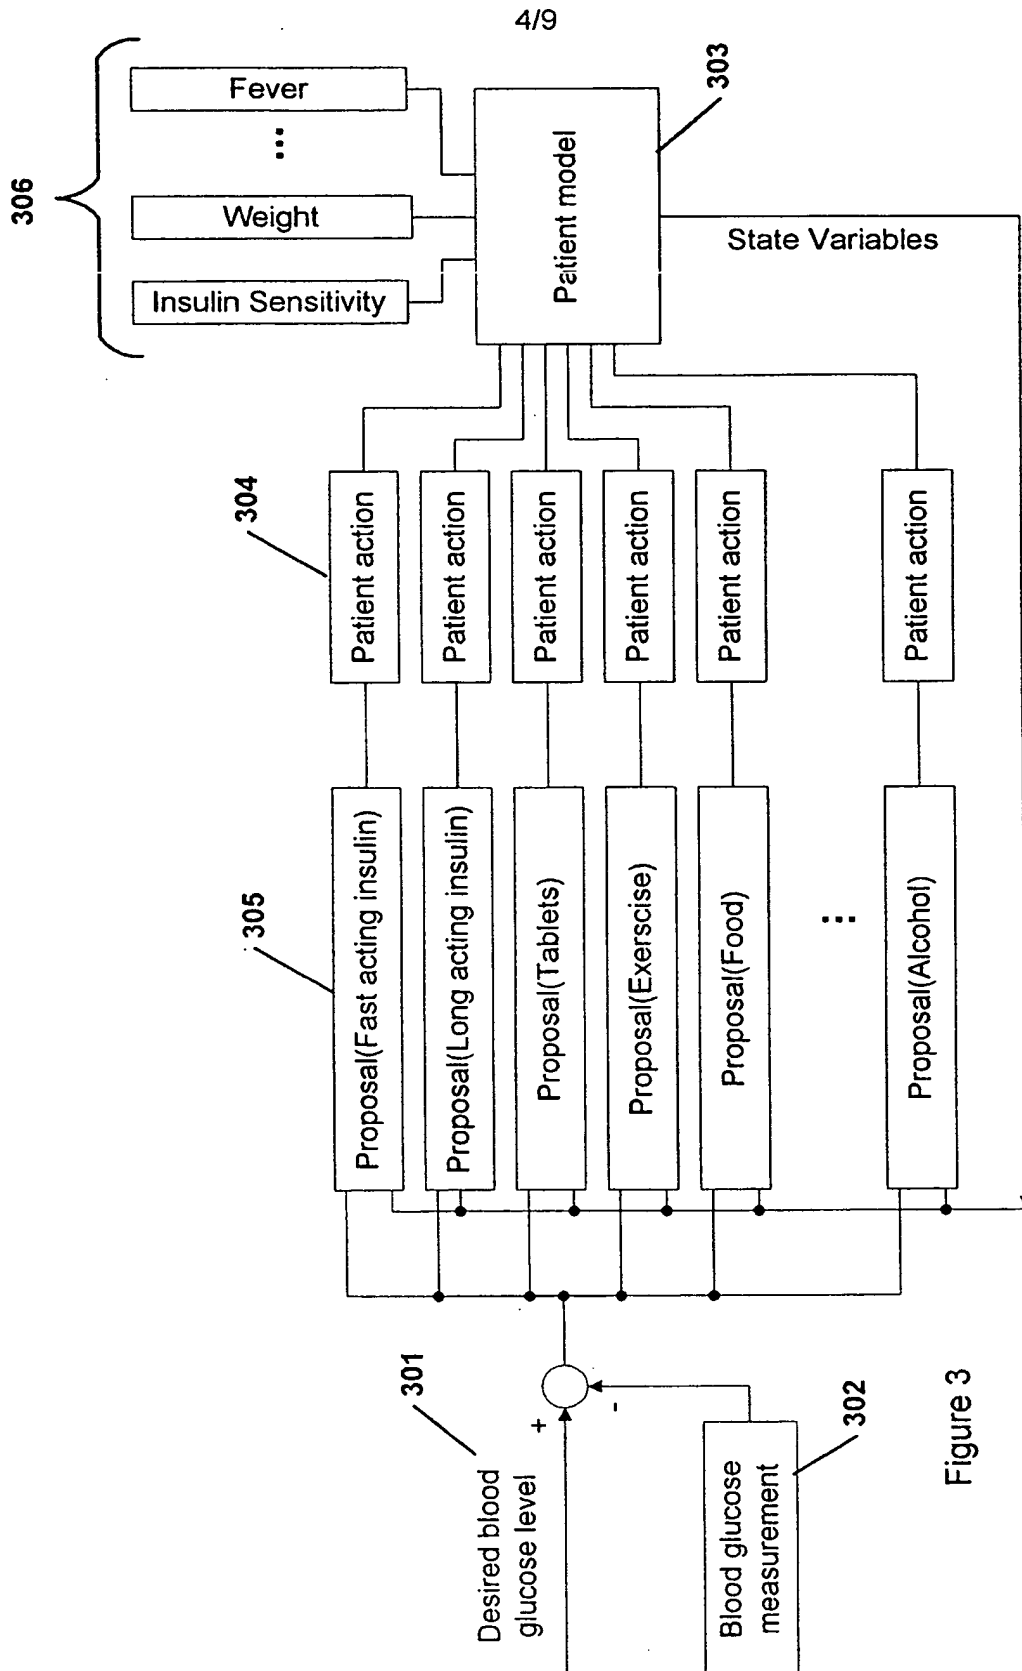 4/9
306
Fever
...
Weight
Insulin Sensitivity
303
Patient model
State Variables
304
Patient action
Patient action
Patient action
Patient action
Patient action
Patient action
305
Proposal(Fast acting insulin)
Proposal(Long acting insulin)
Proposal(Tablets)
Proposal(Exerscise)
Proposal(Food)
...
Proposal(Alcohol)
301
Desired blood
glucose level
+
-
302
Blood glucose
measurement
Figure 3